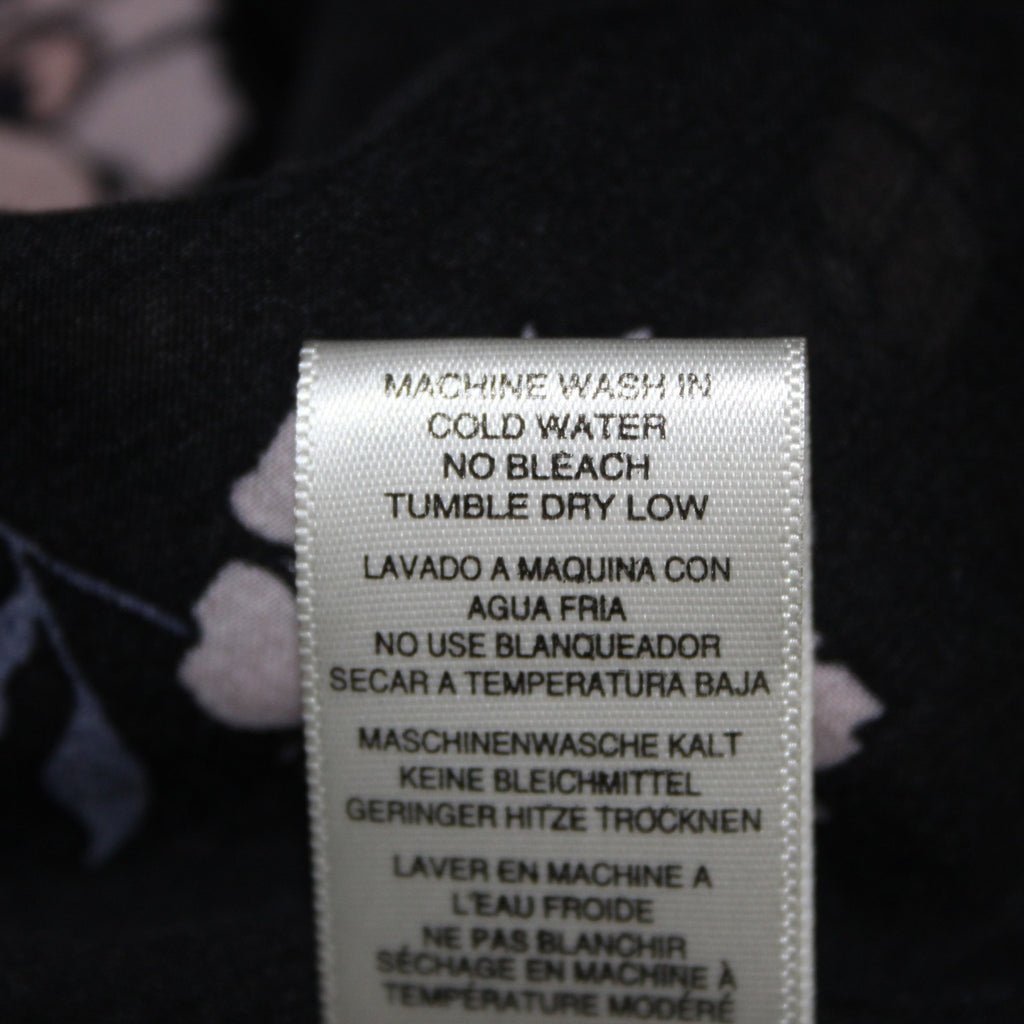 MACHINE WASH IN
COLD WATER
NO BLEACH
TUMBLE DRY LOW
LAVADO A MAQUINA CON
AGUA FRIA
NO USE BLANQUEADOR
SECAR A TEMPERATURA BAJA
MASCHINENWASCHE KALT
KEINE BLEICHMITTEL
GERINGER HITZE TROCKNEN
LAVER EN MACHINE A
L'EAU FROIDE
NE PAS BLANCHIR
SÉCHAGE EN MACHINE À
TEMPÉRATURE MODÉRÉ